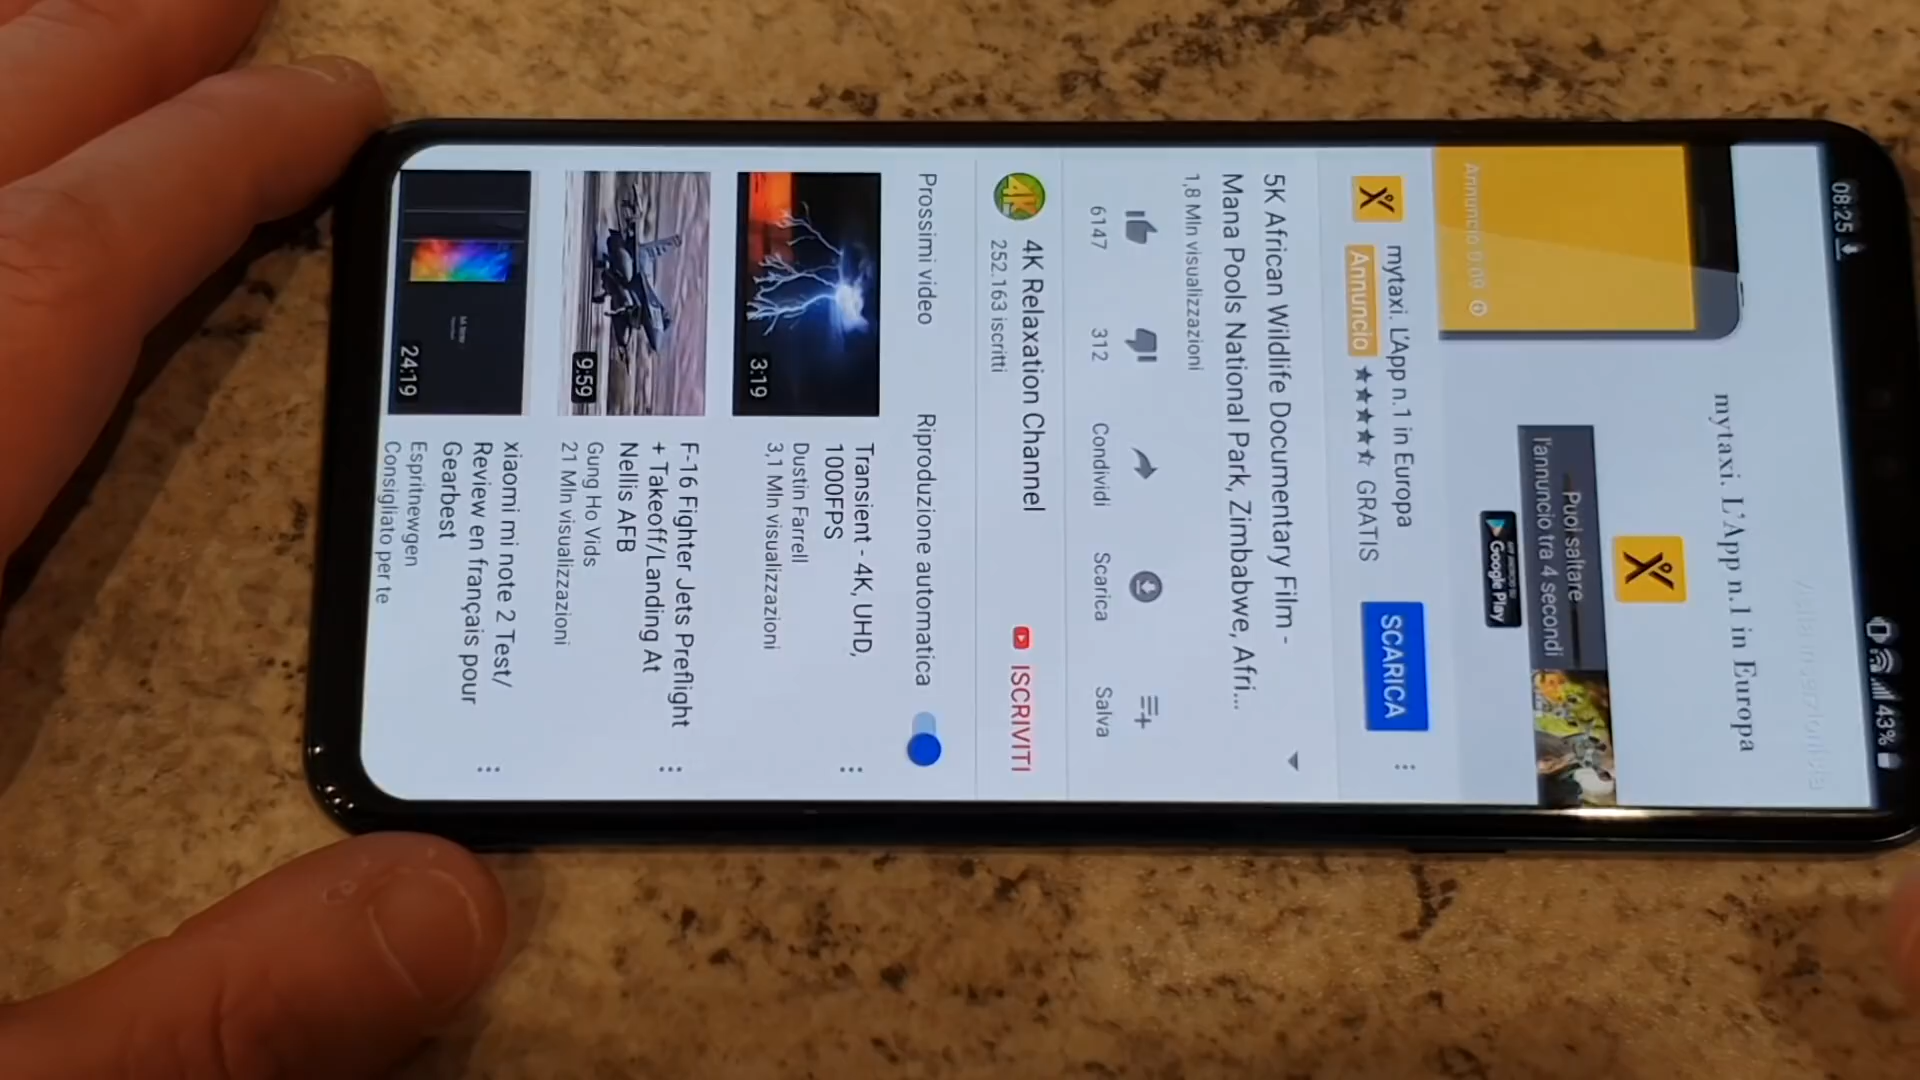 08:25
43%
mytaxi. L'App n.1 in Europa
Puoi saltare
l'annuncio tra 4 secondi
Google Play
Annuncio 0:09
mytaxi. L'App n.1 in Europa
Annuncio ★★★★☆ GRATIS
SCARICA
5K African Wildlife Documentary Film -
Mana Pools National Park, Zimbabwe, Afri...
1,8 Mln visualizzazioni
6147
312
Condividi
Scarica
Salva
4K
4K Relaxation Channel
252.163 iscritti
ISCRIVITI
Prossimi video
Riproduzione automatica
3:19
Transient - 4K, UHD,
1000FPS
Dustin Farrell
3,1 Mln visualizzazioni
9:59
F-16 Fighter Jets Preflight
+ Takeoff/Landing At
Nellis AFB
Gung Ho Vids
21 Mln visualizzazioni
24:19
xiaomi mi note 2 Test/
Review en français pour
Gearbest
Espritnewgen
Consigliato per te